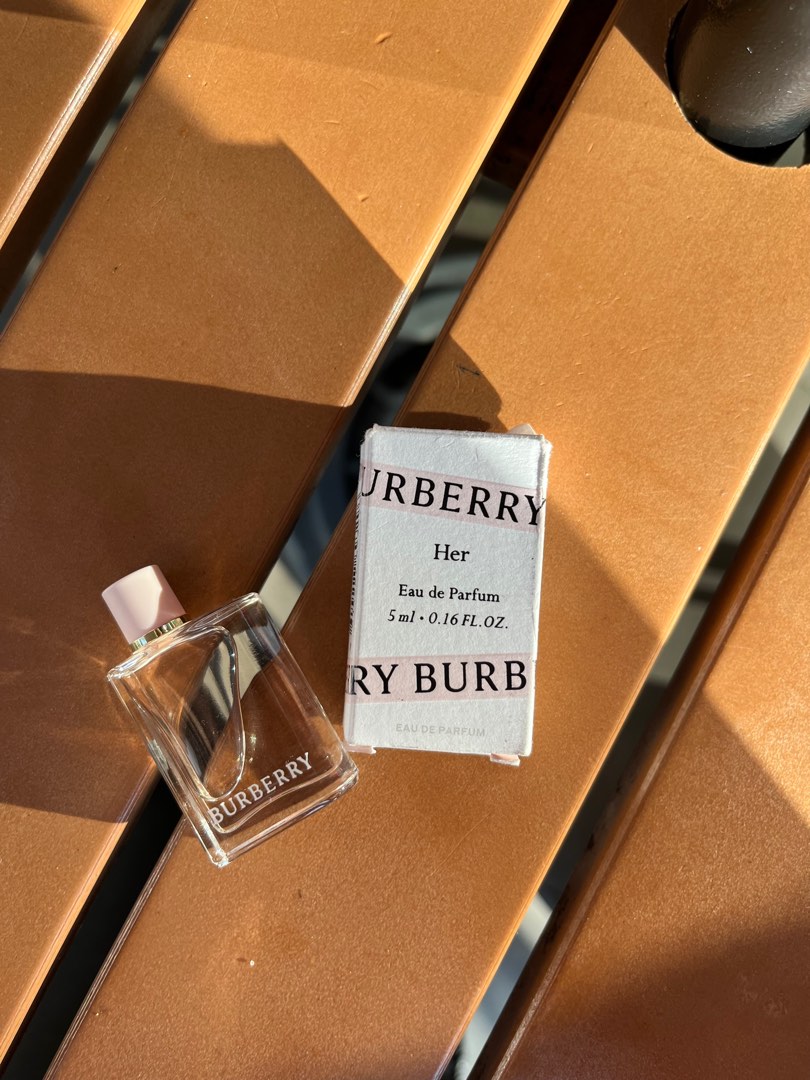 URBERRY
Her
Eau de Parfum
5 ml • 0.16 FL.OZ.
RY BURB
EAU DE PARFUM
BURBERRY